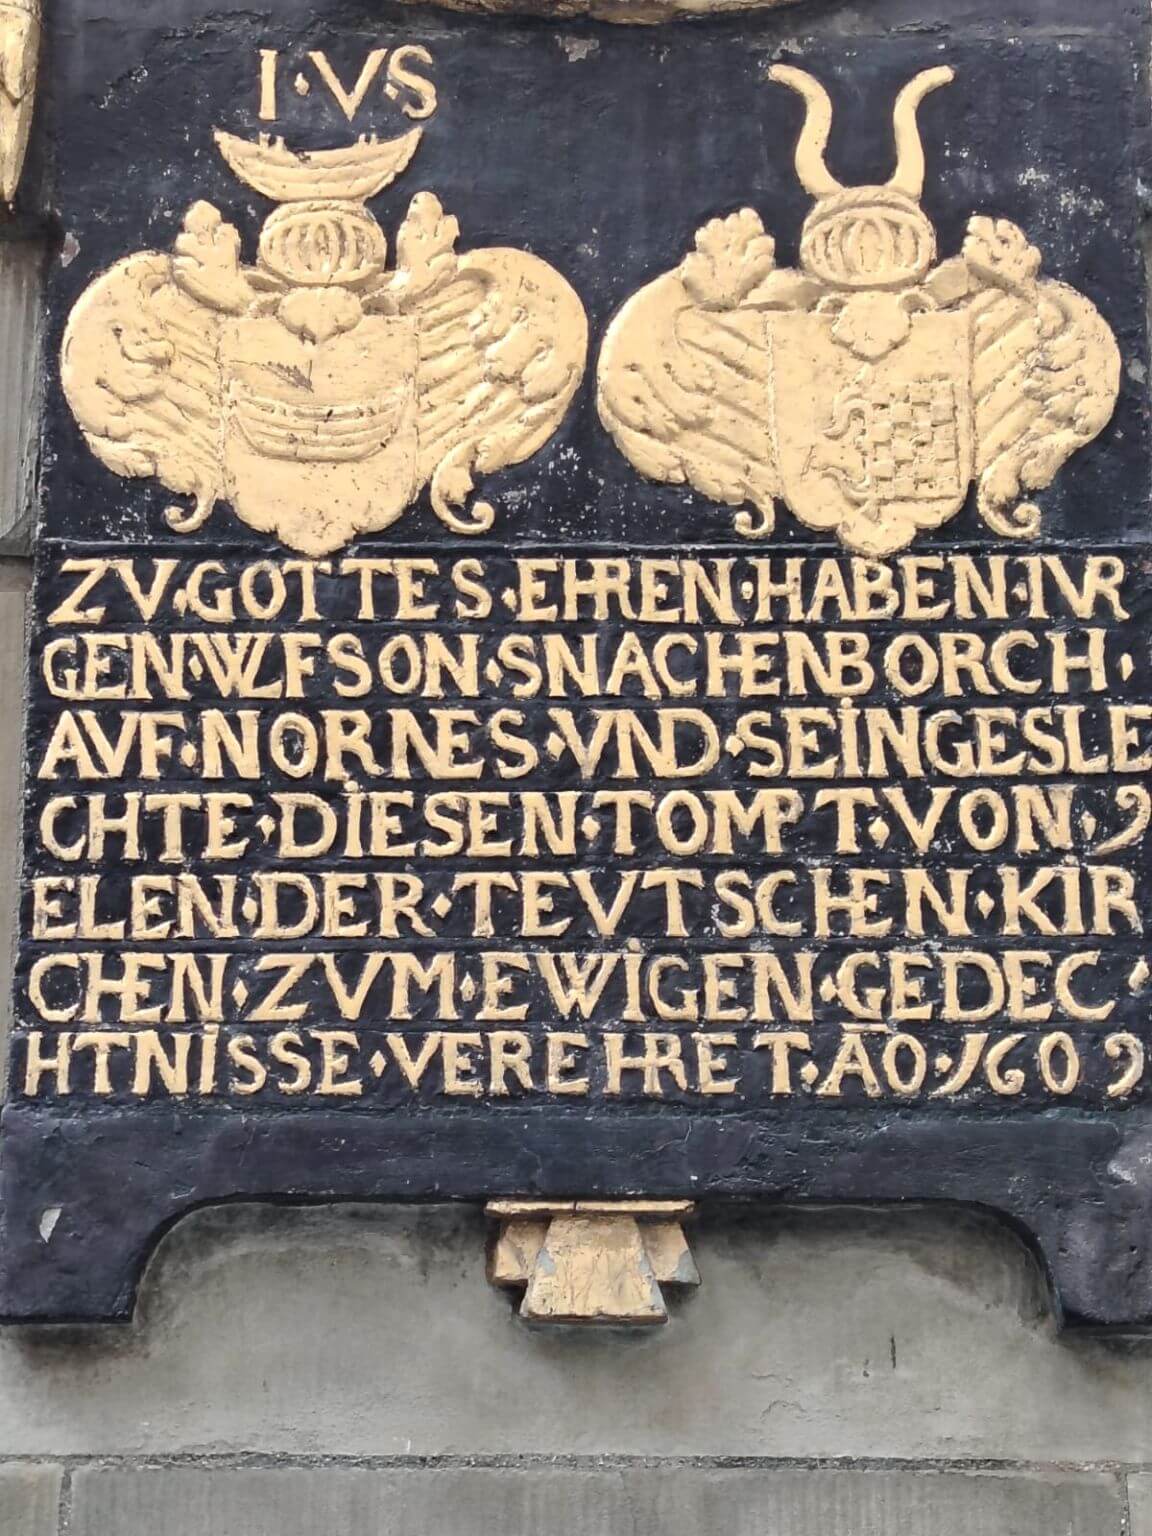 I·VS
ZV·GOTTES·EHREN·HABEN·IVR
GEN·WLFSON·SNACHENBORCH·
AVF·NORNES·VND·SEINGESLE
CHTE·DIESEN·TOMPT·VON·9
ELEN·DER·TEVTSCHEN·KIR
CHEN·ZVM·EWIGEN·GEDEC·
HTNISSE·VEREHRET·ĀO·1609